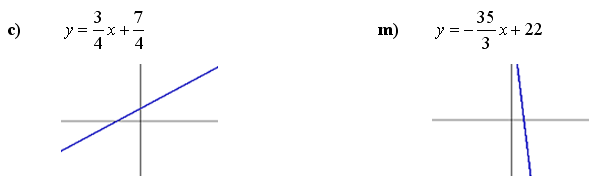 c) y = 3/4 x + 7/4
m) y = -35/3 x + 22